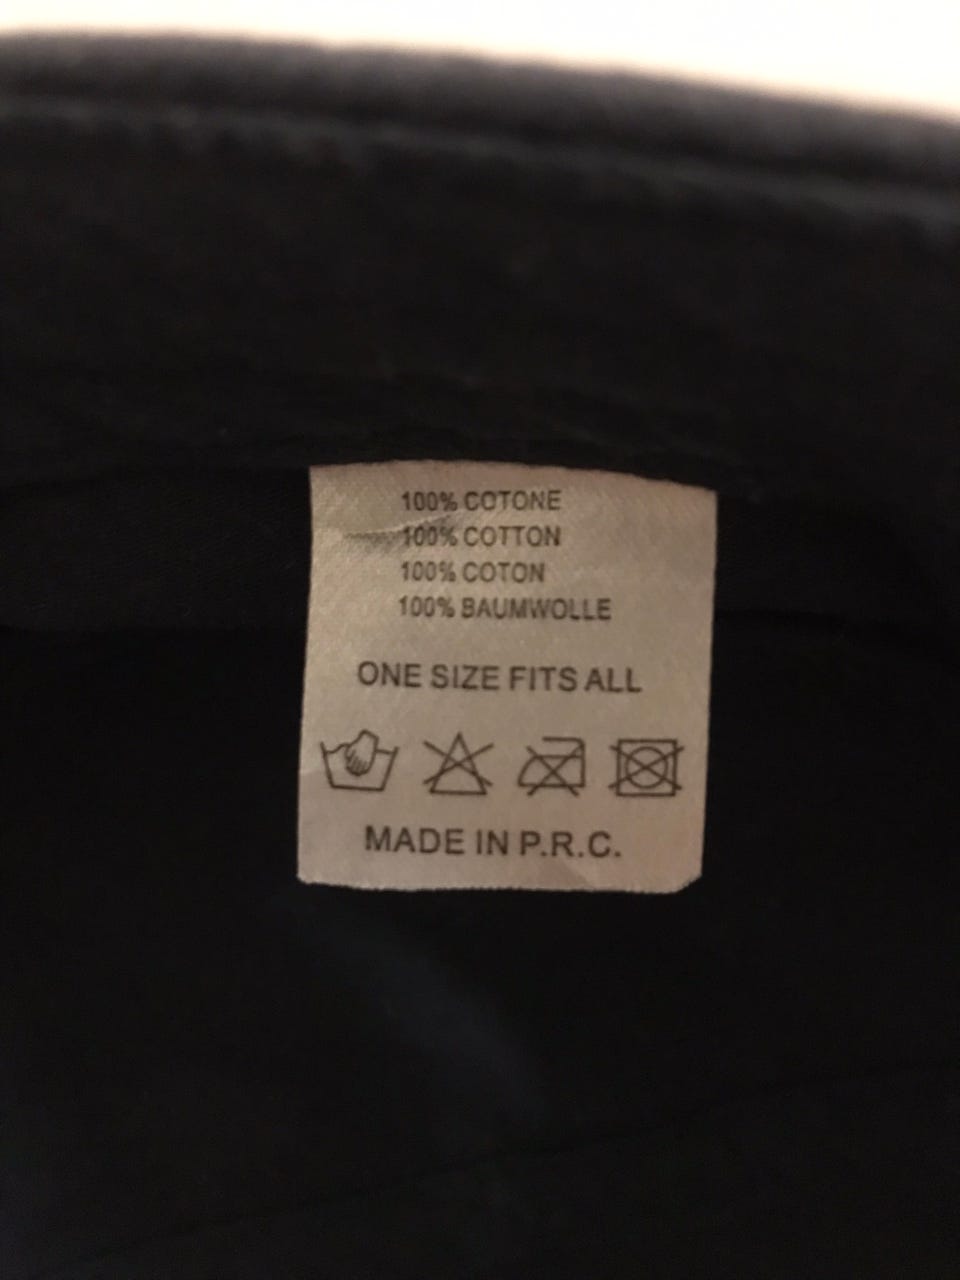 100% COTONE
100% COTTON
100% COTON
100% BAUMWOLLE
ONE SIZE FITS ALL
MADE IN P.R.C.